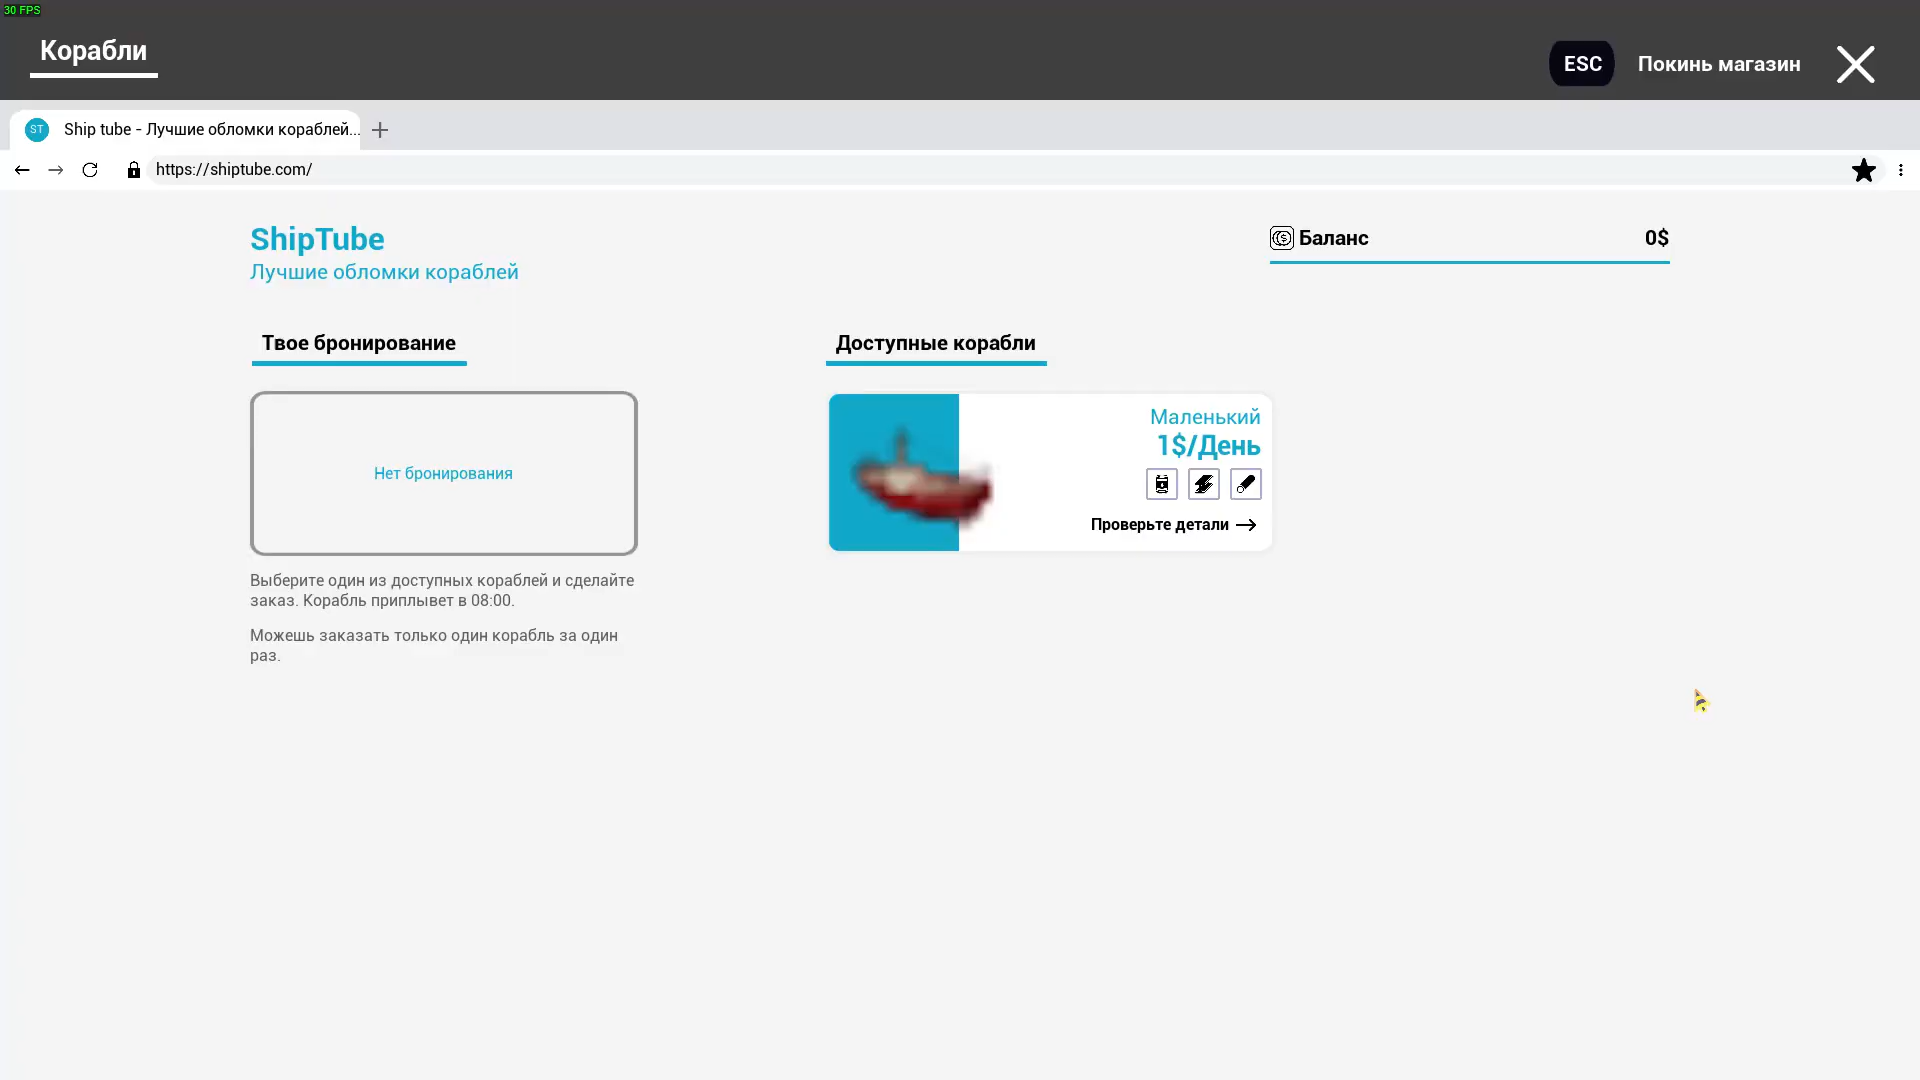 30 FPS
Корабли
ESC
Покинь магазин
ST
Ship tube - Лучшие обломки кораблей...
https://shiptube.com/
ShipTube
Лучшие обломки кораблей
Баланс
0$
Твое бронирование
Нет бронирования
Выберите один из доступных кораблей и сделайте
заказ. Корабль приплывет в 08:00.
Можешь заказать только один корабль за один
раз.
Доступные корабли
Маленький
1$/День
Проверьте детали